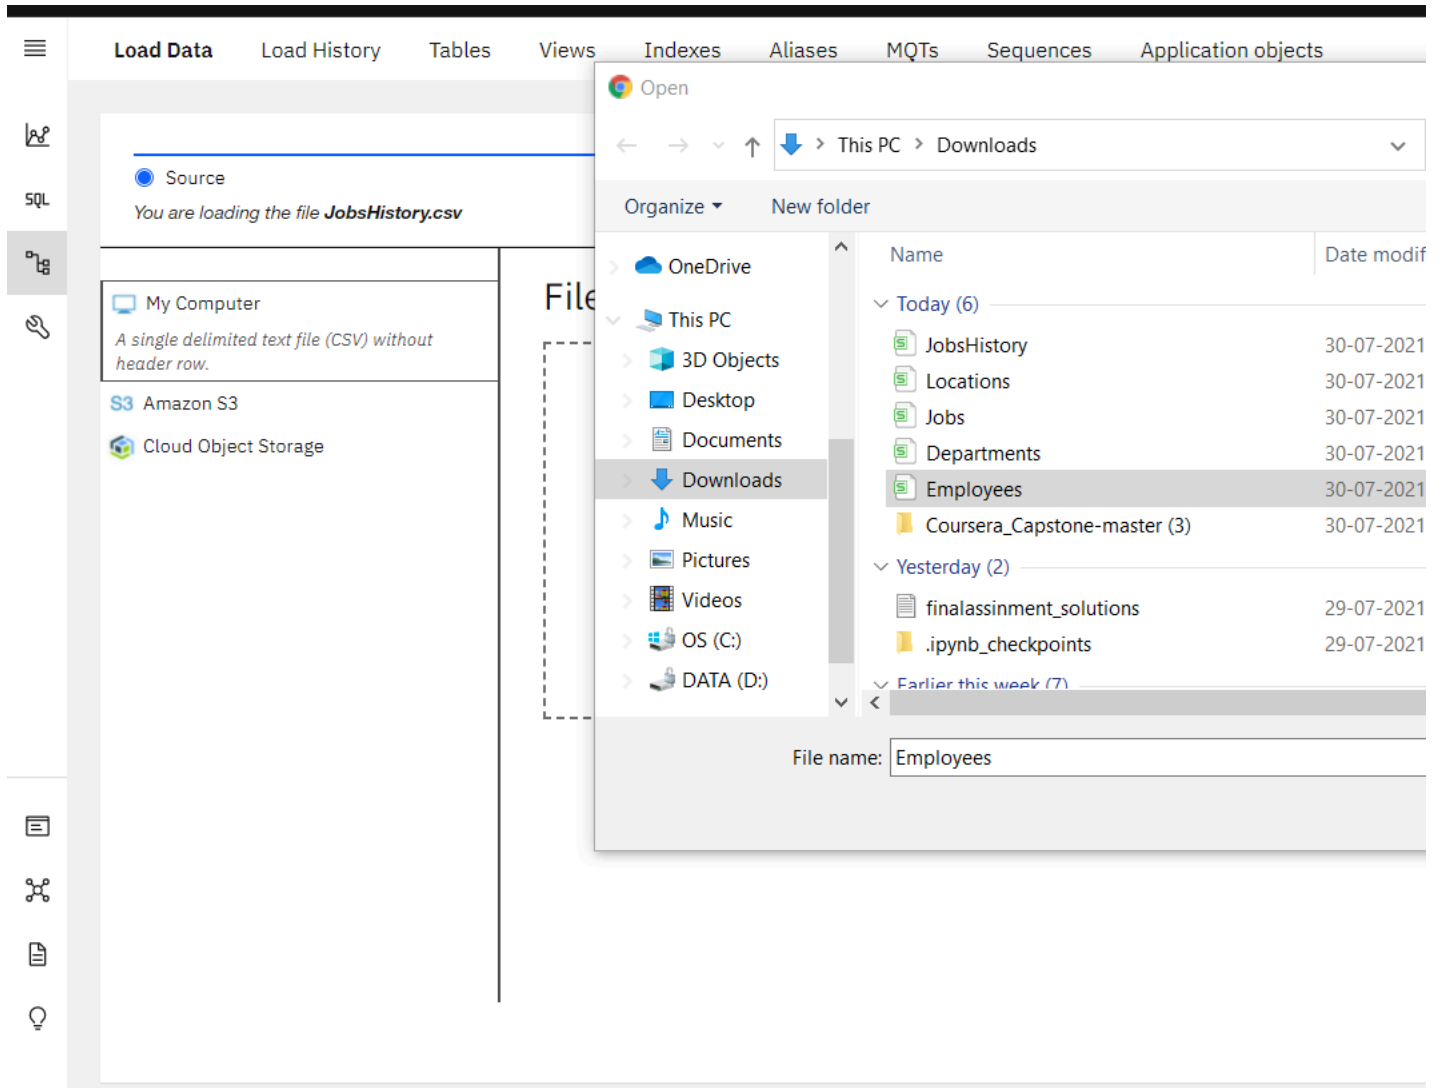 Load Data Load History Tables Views Indexes Aliases MQTs Sequences Application objects
Source
You are loading the file JobsHistory.csv
SQL
My Computer
A single delimited text file (CSV) without
header row.
S3 Amazon S3
Cloud Object Storage
File
Open
This PC > Downloads
Organize New folder
OneDrive
This PC
3D Objects
Desktop
Documents
Downloads
Music
Pictures
Videos
OS (C:)
DATA (D:)
Name Date modif
Today (6)
JobsHistory 30-07-2021
Locations 30-07-2021
Jobs 30-07-2021
Departments 30-07-2021
Employees 30-07-2021
Coursera_Capstone-master (3) 30-07-2021
Yesterday (2)
finalassinment_solutions 29-07-2021
.ipynb_checkpoints 29-07-2021
Earlier this week (7)
File name: Employees